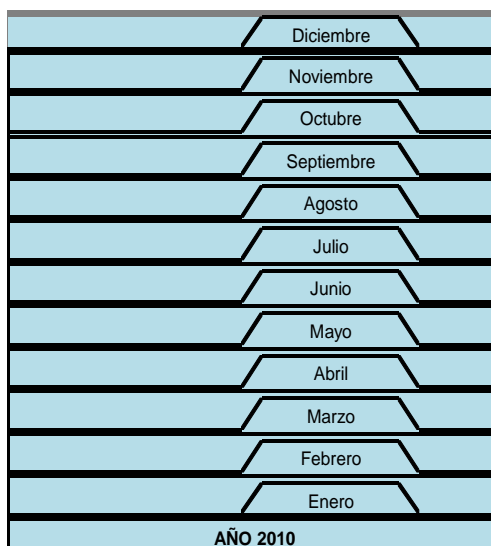 Diciembre
Noviembre
Octubre
Septiembre
Agosto
Julio
Junio
Mayo
Abril
Marzo
Febrero
Enero
AÑO 2010